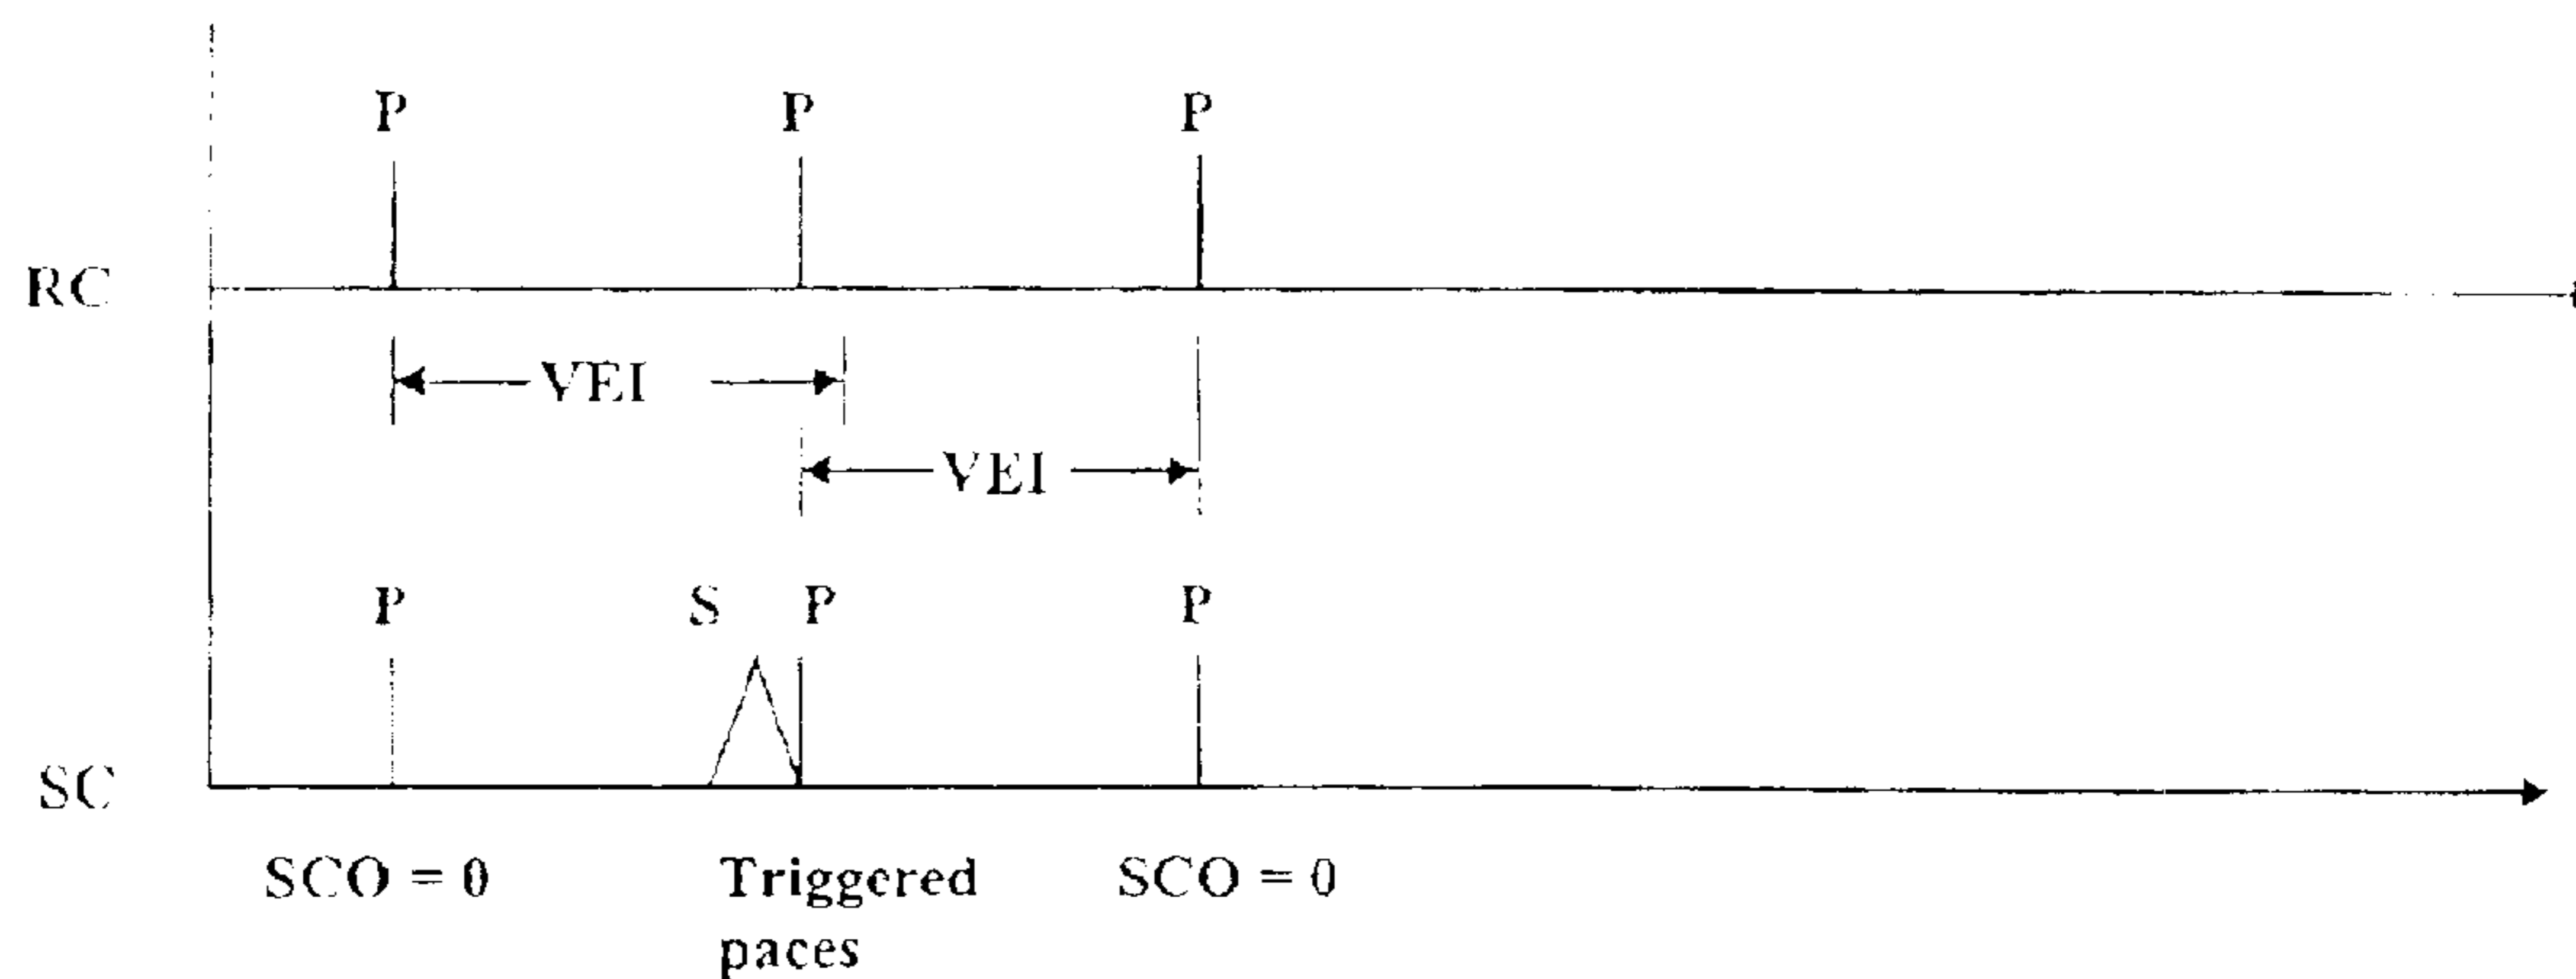 P P P
RC
VEI
VEI
P S P P
SC
SCO = 0 Triggered SCO = 0
paces